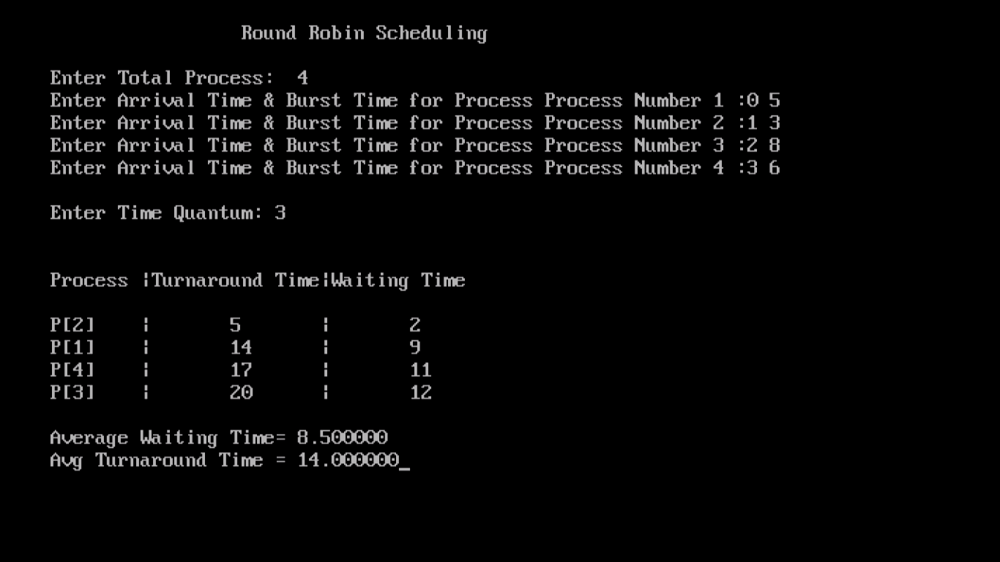 Round Robin Scheduling
Enter Total Process:  4
Enter Arrival Time & Burst Time for Process Process Number 1 :0 5
Enter Arrival Time & Burst Time for Process Process Number 2 :1 3
Enter Arrival Time & Burst Time for Process Process Number 3 :2 8
Enter Arrival Time & Burst Time for Process Process Number 4 :3 6
Enter Time Quantum: 3
Process |Turnaround Time|Waiting Time
P[2]    |       5       |       2
P[1]    |       14      |       9
P[4]    |       17      |       11
P[3]    |       20      |       12
Average Waiting Time= 8.500000
Avg Turnaround Time = 14.000000_